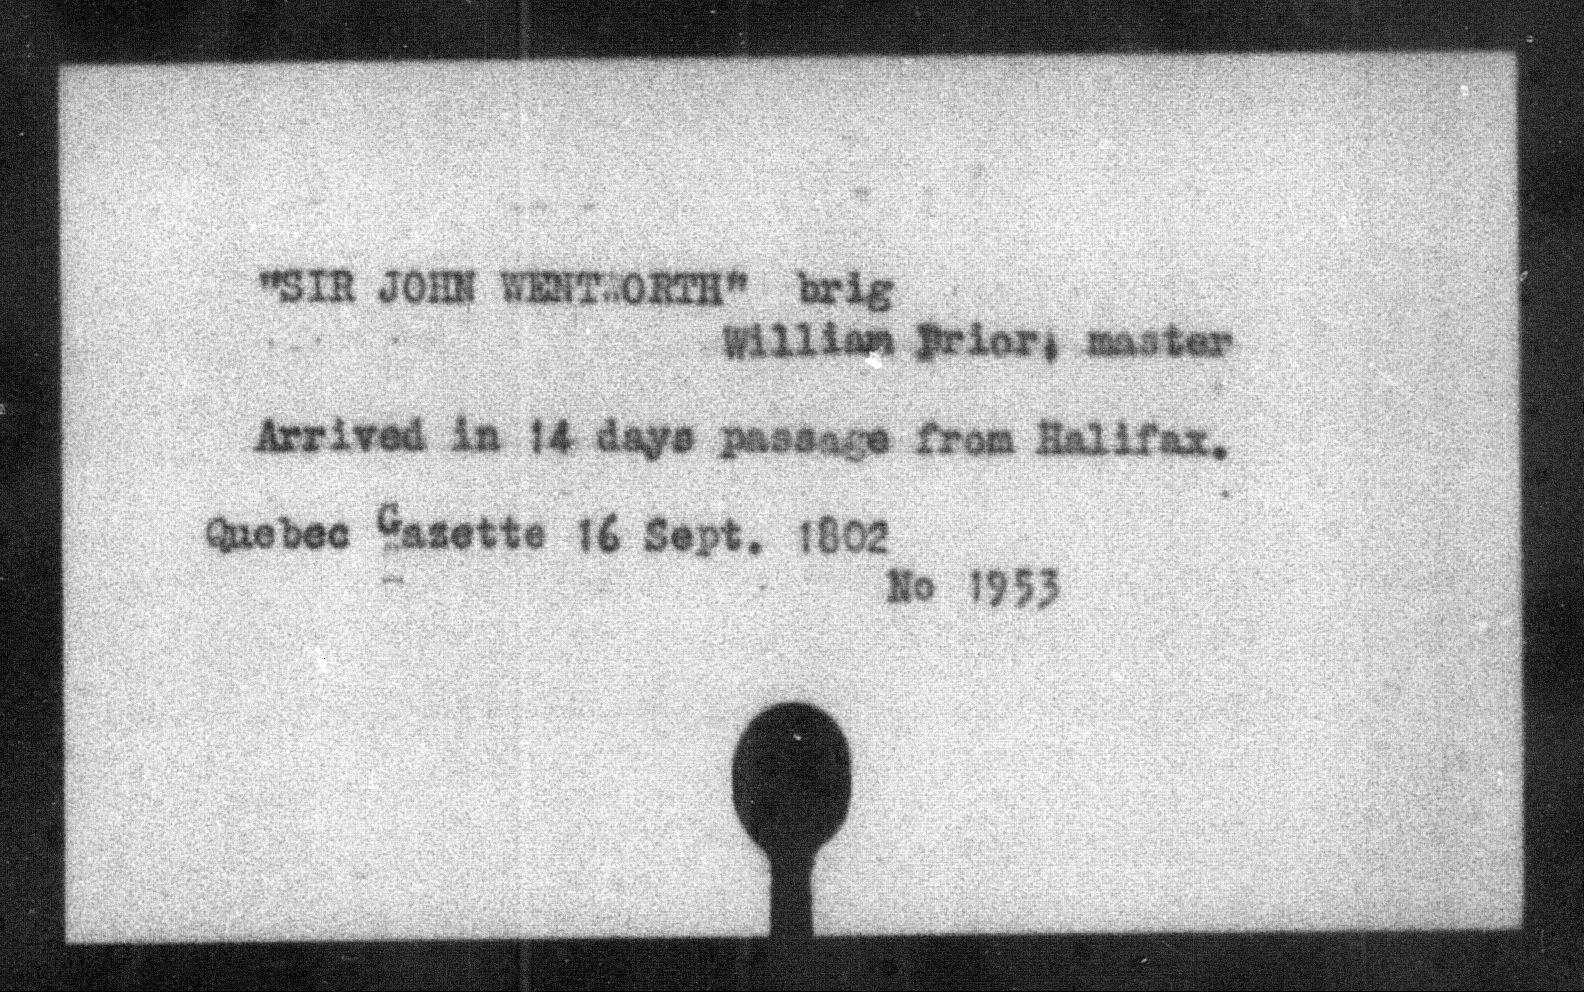 "SIR JOHN WENTWORTH" brig
William Prior, master
Arrived in 14 days passage from Halifax.
Quebec Gazette 16 Sept. 1802
No 1953